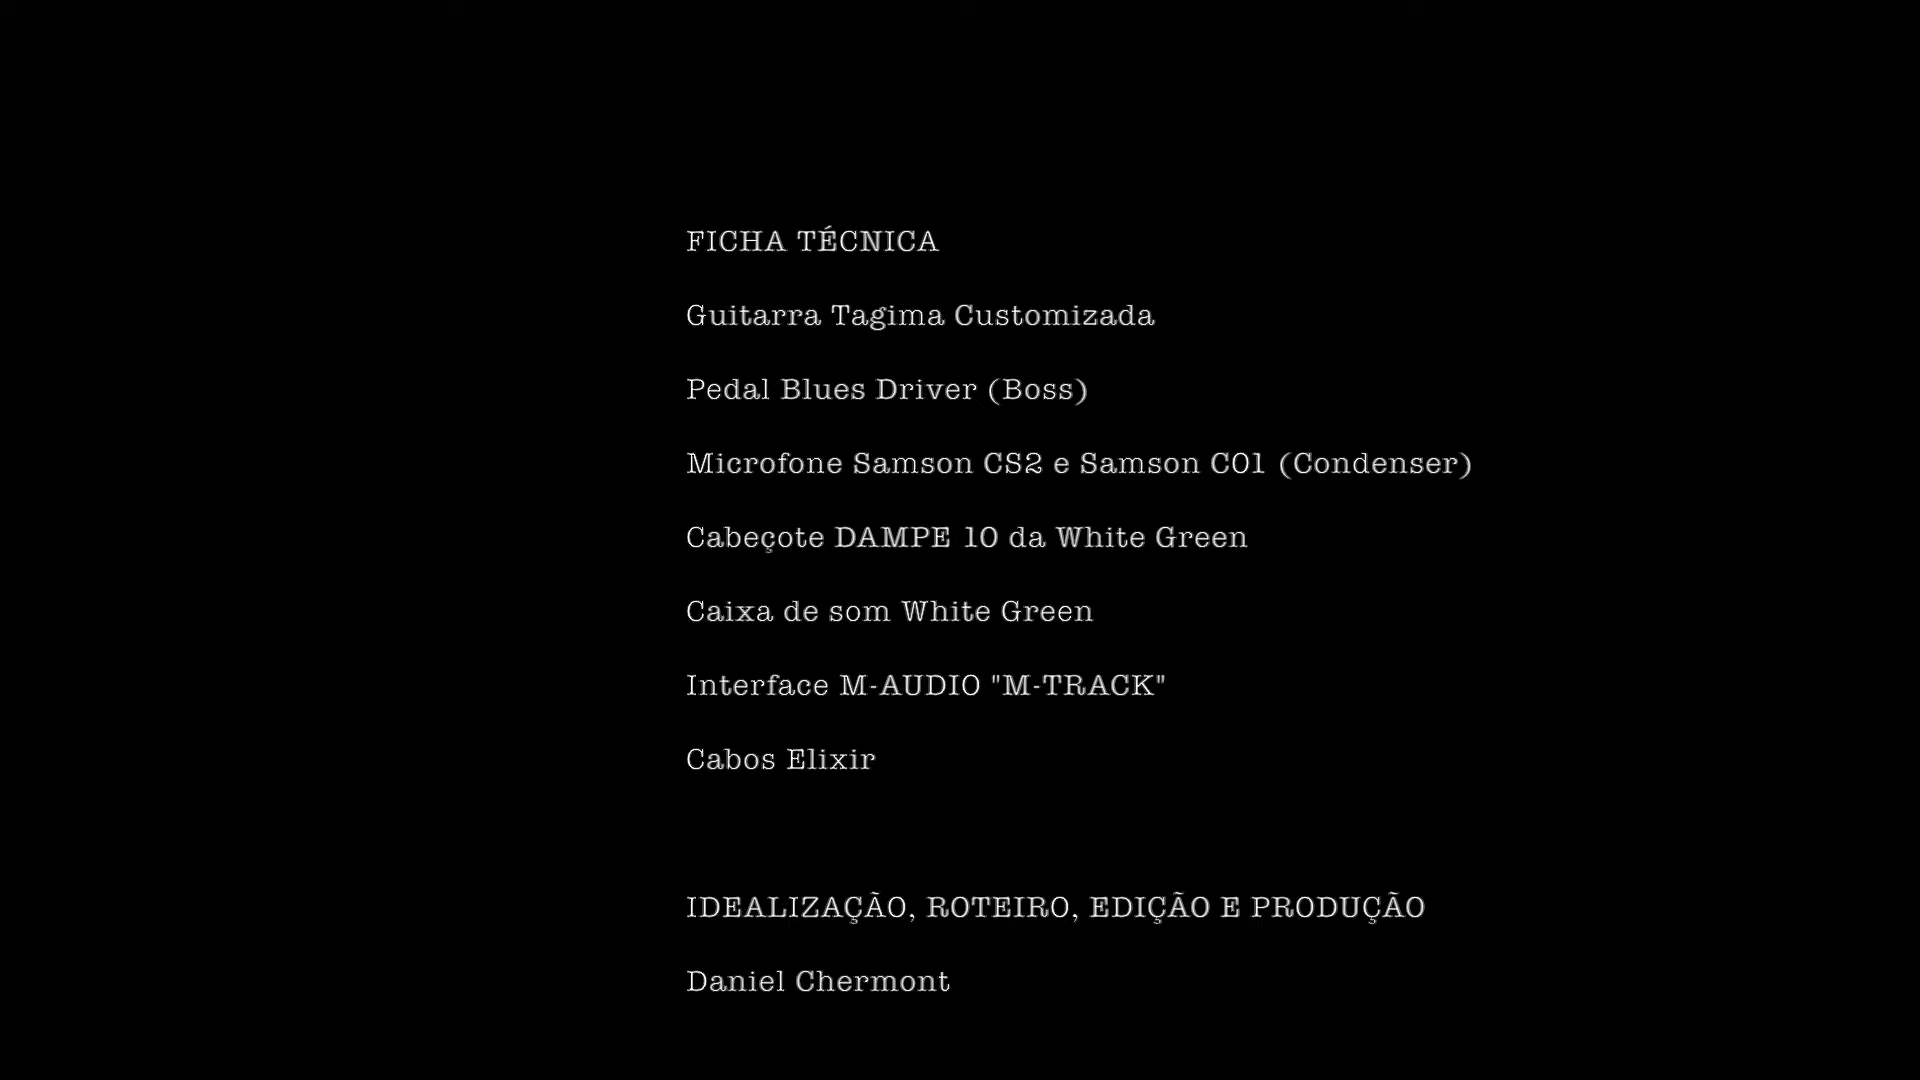 FICHA TÉCNICA
Guitarra Tagima Customizada
Pedal Blues Driver (Boss)
Microfone Samson CS2 e Samson C01 (Condenser)
Cabeçote DAMPE 10 da White Green
Caixa de som White Green
Interface M-AUDIO "M-TRACK"
Cabos Elixir
IDEALIZAÇÃO, ROTEIRO, EDIÇÃO E PRODUÇÃO
Daniel Chermont